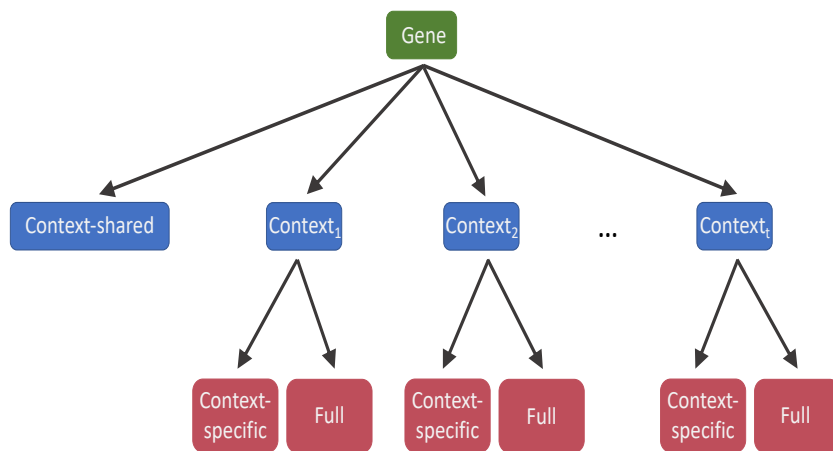 Gene
Context-shared
Context₁
Context₂
...
Contextₜ
Context-
specific
Full
Context-
specific
Full
Context-
specific
Full